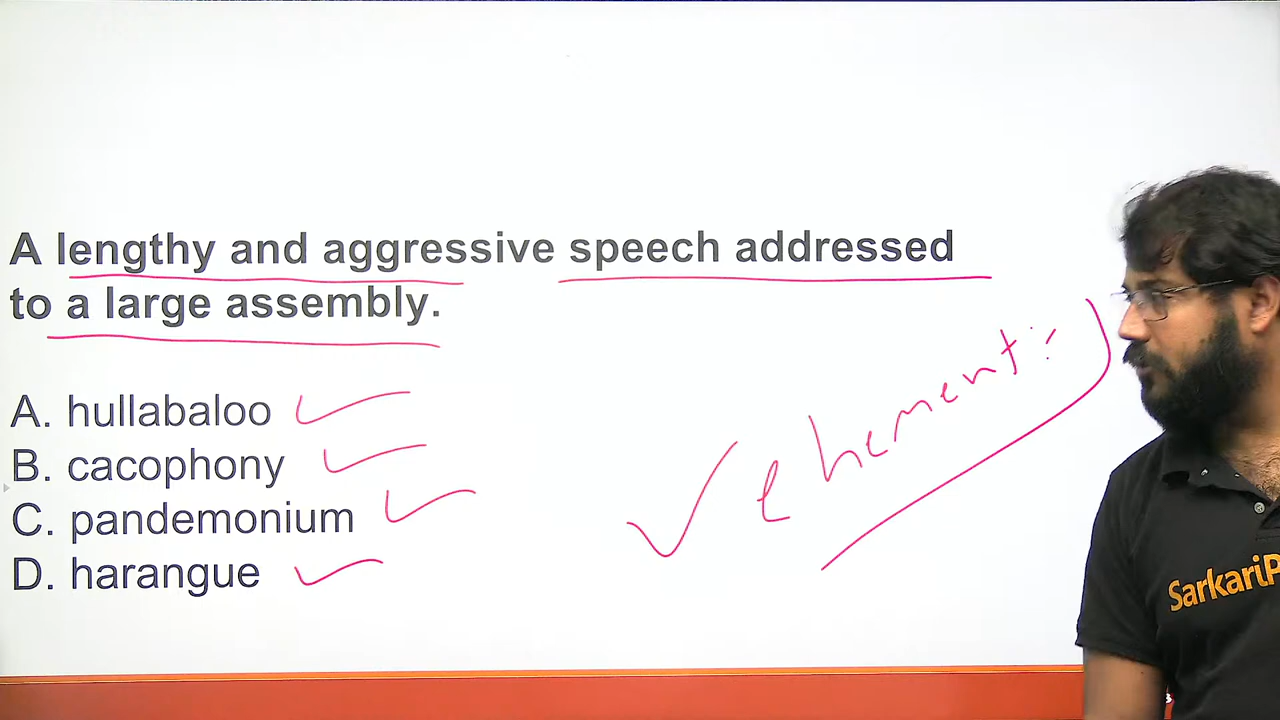 A lengthy and aggressive speech addressed
to a large assembly.
A. hullabaloo
B. cacophony
C. pandemonium
D. harangue
Vehement :-
SarkariP